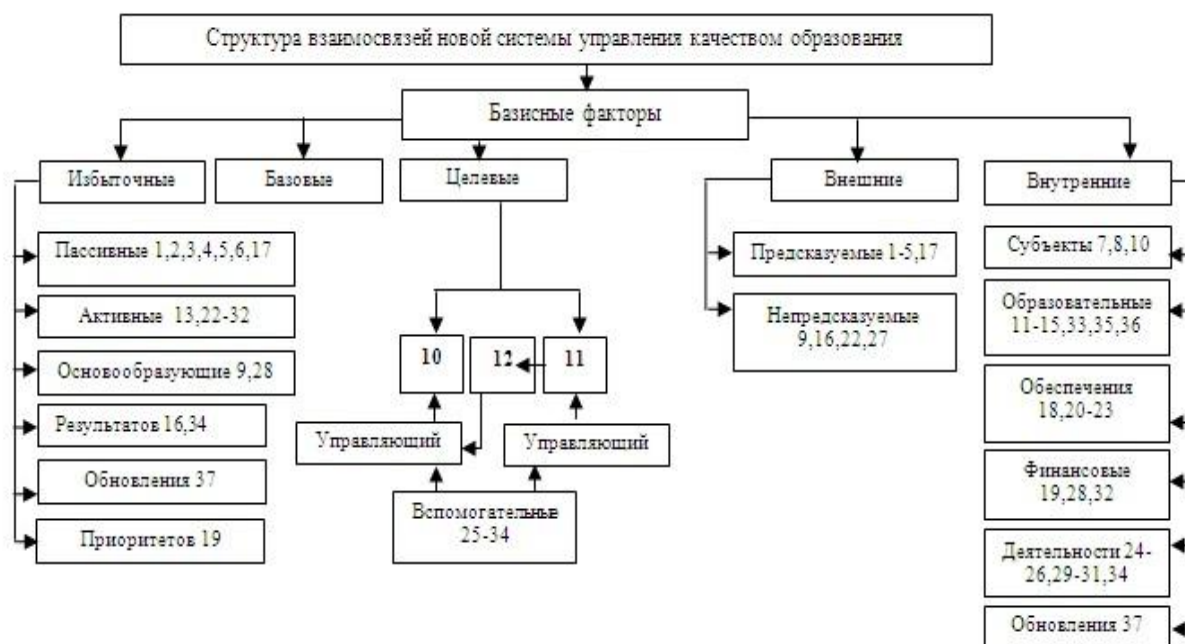 Структура взаимосвязей новой системы управления качеством образования
Базисные факторы
Избыточные
Базовые
Целевые
Внешние
Внутренние
Пассивные 1,2,3,4,5,6,17
Активные 13,22-32
Основообразующие 9,28
Результатов 16,34
Обновления 37
Приоритетов 19
10
12
11
Управляющий
Управляющий
Вспомогательные
25-34
Предсказуемые 1-5,17
Непредсказуемые
9,16,22,27
Субъекты 7,8,10
Образовательные
11-15,33,35,36
Обеспечения
18,20-23
Финансовые
19,28,32
Деятельности 24-
26,29-31,34
Обновления 37